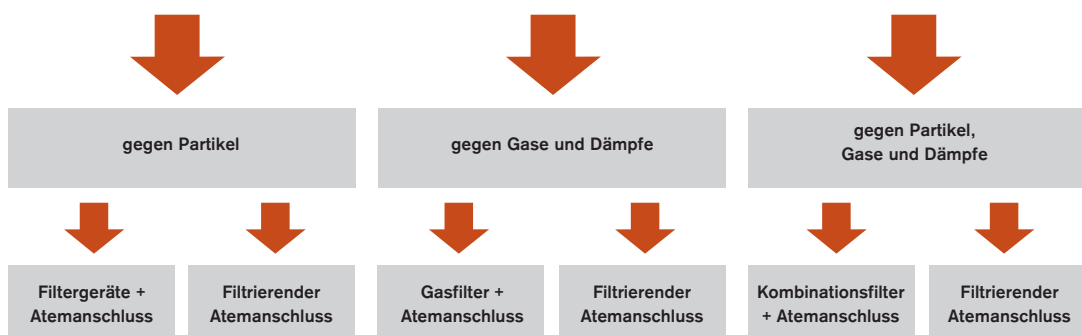 gegen Partikel
gegen Gase und Dämpfe
gegen Partikel,
Gase und Dämpfe
Filtergeräte +
Atemanschluss
Filtrierender
Atemanschluss
Gasfilter +
Atemanschluss
Filtrierender
Atemanschluss
Kombinationsfilter
+ Atemanschluss
Filtrierender
Atemanschluss